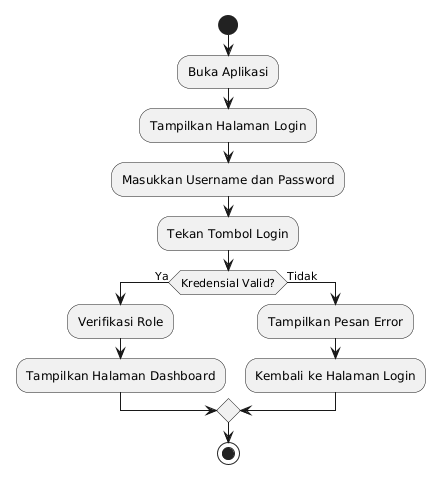 Buka Aplikasi
Tampilkan Halaman Login
Masukkan Username dan Password
Tekan Tombol Login
Ya
Kredensial Valid?
Tidak
Verifikasi Role
Tampilkan Pesan Error
Tampilkan Halaman Dashboard
Kembali ke Halaman Login